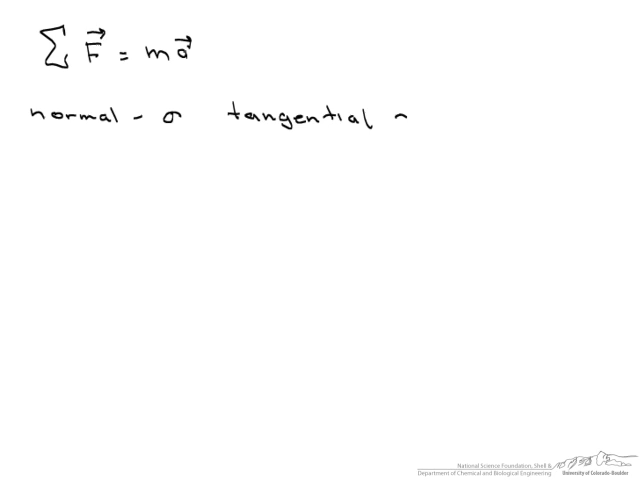 ∑ F⃗ = m a⃗
normal - σ tangential -
National Science Foundation, Shell &
Department of Chemical and Biological Engineering
University of Colorado-Boulder